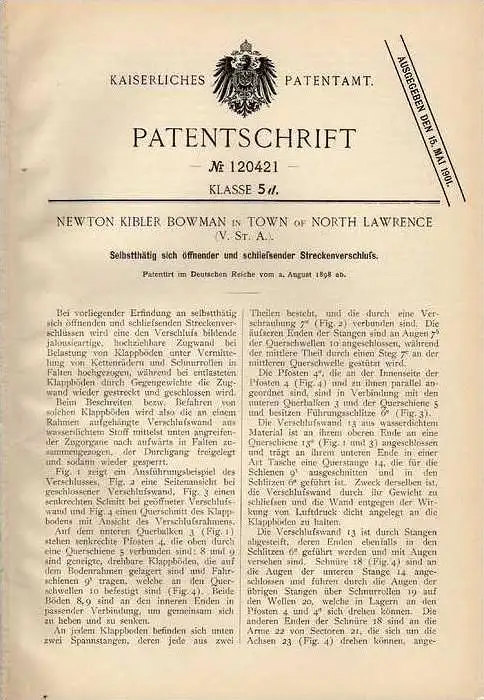 KAISERLICHES PATENTAMT.
AUSGEGEBEN DEN 15. MAI 1901.
PATENTSCHRIFT
— № 120421 —
KLASSE 5d.
NEWTON KIBLER BOWMAN IN TOWN OF NORTH LAWRENCE
(V. ST. A.).
Selbstthätig sich öffnender und schliefsender Streckenverschlufs.
Patentirt im Deutschen Reiche vom 2. August 1898 ab.
Bei vorliegender Erfindung an selbstthätig
sich öffnenden und schliefsenden Streckenver-
schlüssen wird eine den Verschlufs bildende
jalousieartige, hochziehbare Zugwand bei
Belastung von Klappböden unter Vermitte-
lung von Kettenrädern und Schnurrollen in
Falten hochgezogen, während bei entlasteten
Klappböden durch Gegengewichte die Zug-
wand wieder gestreckt und geschlossen wird.
Beim Beschreiten bezw. Befahren von
solchen Klappböden wird also die an einem
Rahmen aufgehängte Verschlufswand aus
wasserdichtem Stoff mittelst unten angreifen-
der Zugorgane nach aufwärts in Falten zu-
sammengezogen, der Durchgang freigelegt
und sodann wieder gesperrt.
Fig. 1 zeigt ein Ausführungsbeispiel des
Verschlusses, Fig. 2 eine Seitenansicht bei
geschlossener Verschlufswand, Fig. 3 einen
senkrechten Schnitt bei geöffneter Verschlufs-
wand und Fig. 4 einen Querschnitt des Klapp-
bodens mit Ansicht des Verschlufsrahmens.
Auf dem unteren Querbalken 3 (Fig. 1)
stehen senkrechte Pfosten 4, die oben durch
eine Querschiene 5 verbunden sind; 8 und 9
sind geneigte, drehbare Klappböden, die auf
den Bodenrahmen gelagert sind und Fahr-
schienen 9ᵇ tragen, welche an den Quer-
schwellen 10 befestigt sind (Fig. 4). Beide
Böden 8, 9 sind an den inneren Enden in
passender Verbindung, um gemeinsam sich
zu heben und zu senken.
An jedem Klappboden befinden sich unten
zwei Spannstangen, deren jede aus zwei
Theilen besteht, und die durch eine Ver-
schraubung 7ᵃ (Fig. 2) verbunden sind. Die
äufseren Enden der Stangen sind an Augen 7ᵇ
der Querschwellen 10 angeschlossen, während
der mittlere Theil durch einen Steg 7ᶜ an der
mittleren Querschwelle gestützt wird.
Die Pfosten 4ᵃ, die an der Innenseite der
Pfosten 4 (Fig. 4) und zu ihnen parallel an-
geordnet sind, sind in Verbindung mit den
unteren Querbalken 3 und der Querschiene 5
und besitzen Führungsschlitze 6ᵃ (Fig. 3).
Die Verschlufswand 13 aus wasserdichtem
Material ist an ihrem oberen Ende an eine
Querschiene 13ᵃ (Fig. 1 und 3) angeschlossen
und trägt an ihrem unteren Ende in einer
Art Tasche eine Querstange 14, die für die
Schienen 9ᵇ ausgeschnitten und in den
Schlitzen 6ᵃ geführt ist. Zweck derselben ist,
die Verschlufswand durch ihr Gewicht zu
schliefsen und die Wand entgegen der Wir-
kung von Luftdruck dicht angelegt an die
Klappböden zu halten.
Die Verschlufswand 13 ist durch Stangen
abgesteift, deren Enden ebenfalls in den
Schlitzen 6ᵃ geführt werden und mit Augen
versehen sind. Schnüre 18 (Fig. 4) sind an
die Augen der unteren Stange 14 ange-
schlossen und führen durch die Augen der
übrigen Stangen über Schnurrollen 19 auf
den Wellen 20, welche in Lagern an den
Pfosten 4 und 4ᵃ sich drehen können. Die
anderen Enden der Schnüre 18 sind an die
Arme 22 von Sectoren 21, die sich um die
Achsen 23 (Fig. 4) drehen können, ange-